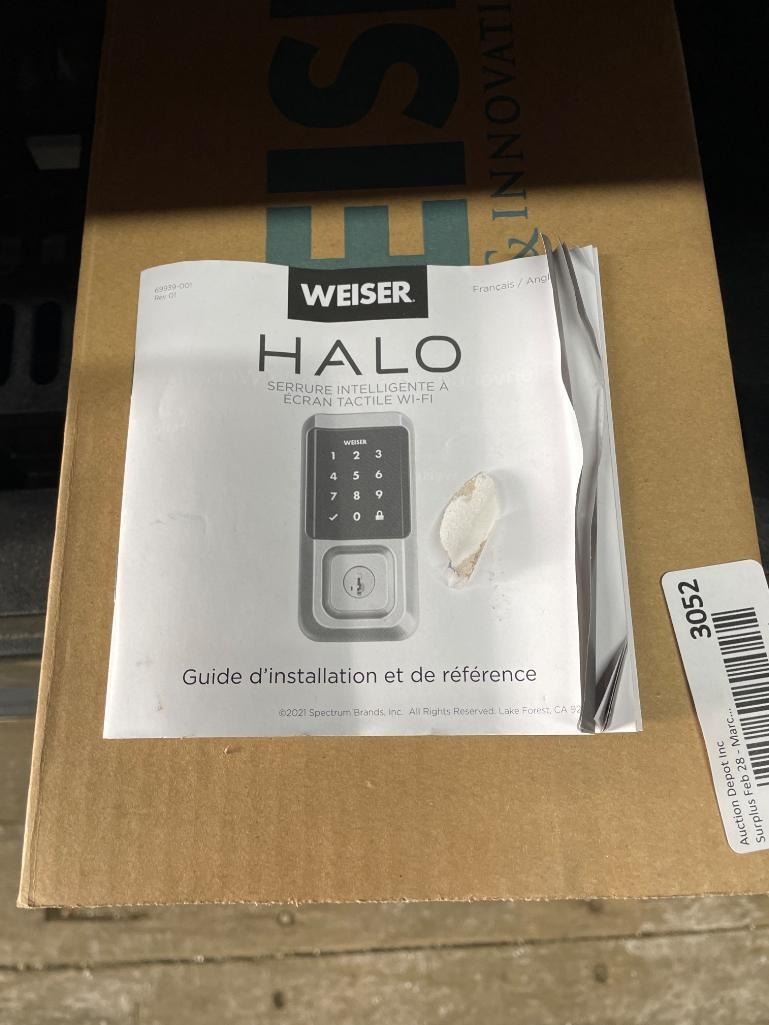 EIS
& INNOVATI
69939-001
Rev 01
WEISER
Français / Angl
HALO
SERRURE INTELLIGENTE À
ÉCRAN TACTILE WI-FI
WEISER
1 2 3
4 5 6
7 8 9
✓ 0
Guide d'installation et de référence
©2021 Spectrum Brands, Inc. All Rights Reserved. Lake Forest, CA 92
3052
Auction Depot Inc
Surplus Feb 28 - Marc...